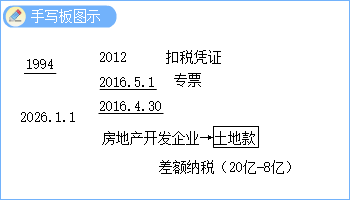 手写板图示
1994 2012 扣税凭证
2016.5.1 专票
2016.4.30
2026.1.1
房地产开发企业→土地款
差额纳税（20亿-8亿）